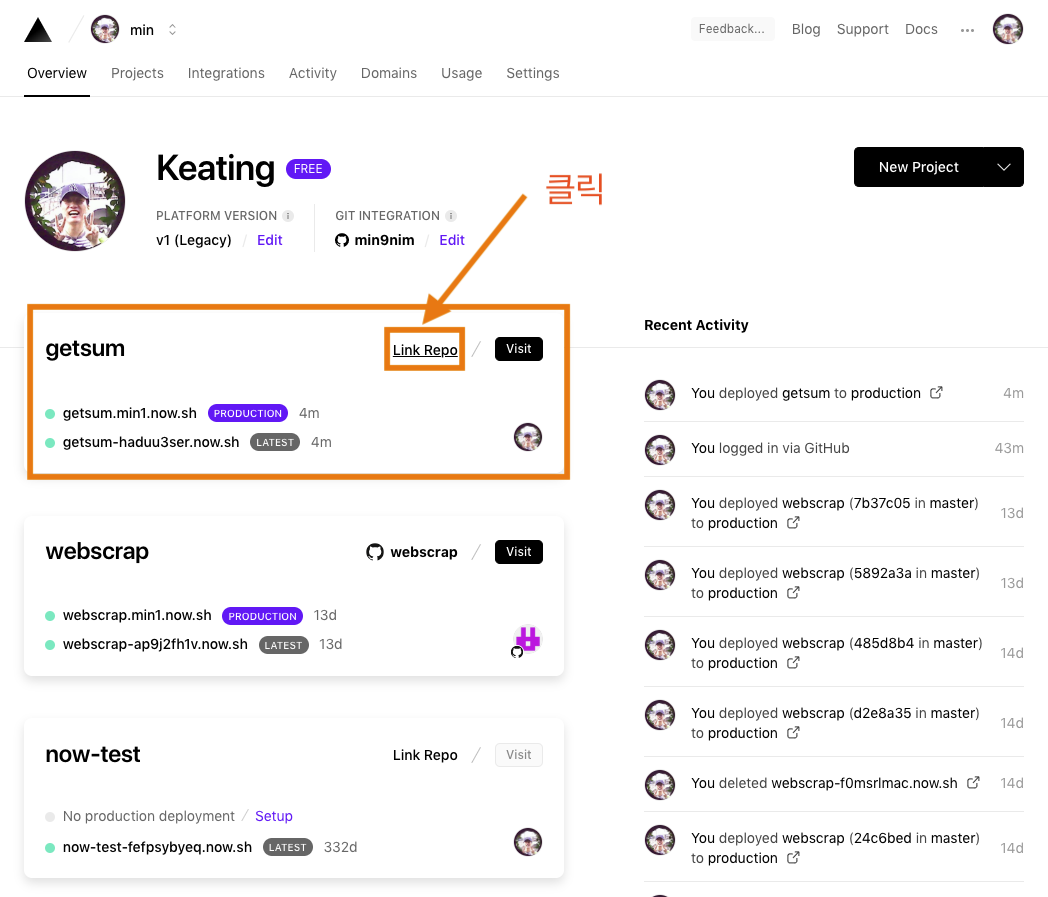 min
Feedback...
Blog
Support
Docs
Overview
Projects
Integrations
Activity
Domains
Usage
Settings
Keating
FREE
New Project
클릭
PLATFORM VERSION i
v1 (Legacy) / Edit
GIT INTEGRATION i
min9nim / Edit
getsum
Link Repo / Visit
getsum.min1.now.sh PRODUCTION 4m
getsum-haduu3ser.now.sh LATEST 4m
webscrap
webscrap / Visit
webscrap.min1.now.sh PRODUCTION 13d
webscrap-ap9j2fh1v.now.sh LATEST 13d
now-test
Link Repo / Visit
No production deployment / Setup
now-test-fefpsybyeq.now.sh LATEST 332d
Recent Activity
You deployed getsum to production 4m
You logged in via GitHub 43m
You deployed webscrap (7b37c05 in master)
to production 13d
You deployed webscrap (5892a3a in master)
to production 13d
You deployed webscrap (485d8b4 in master)
to production 14d
You deployed webscrap (d2e8a35 in master)
to production 14d
You deleted webscrap-f0msrlmac.now.sh 14d
You deployed webscrap (24c6bed in master)
to production 14d